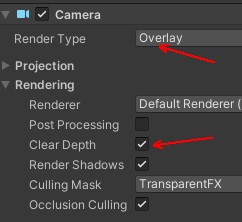 Camera
Render Type Overlay
Projection
Rendering
Renderer Default Renderer (
Post Processing
Clear Depth
Render Shadows
Culling Mask TransparentFX
Occlusion Culling